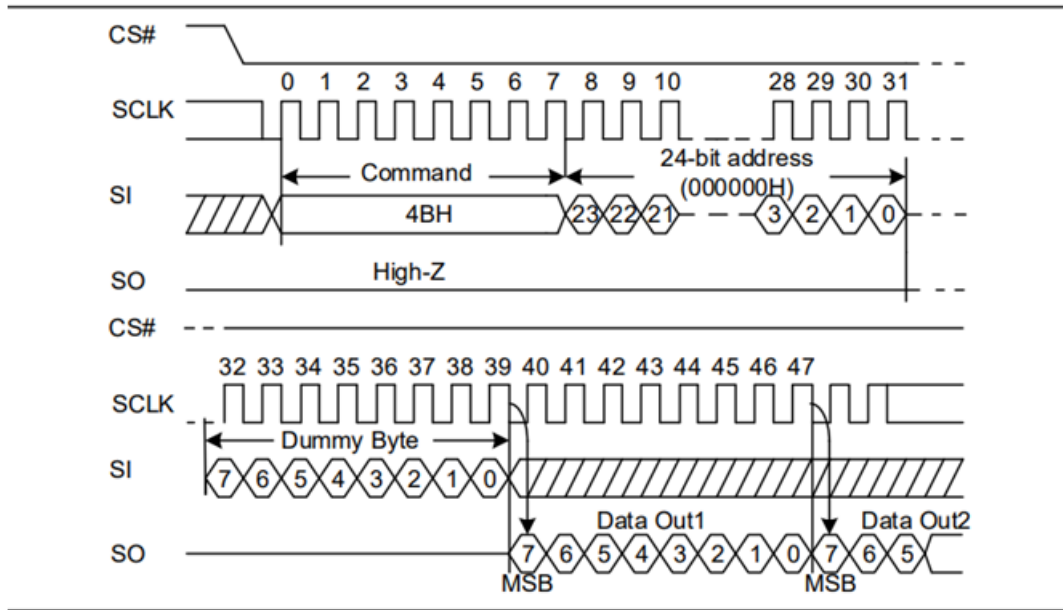 CS#
0 1 2 3 4 5 6 7 8 9 10 28 29 30 31
SCLK
Command 24-bit address
(000000H)
SI
4BH 23 22 21 3 2 1 0
High-Z
SO
CS#
32 33 34 35 36 37 38 39 40 41 42 43 44 45 46 47
SCLK
Dummy Byte
SI
7 6 5 4 3 2 1 0
Data Out1 Data Out2
SO 7 6 5 4 3 2 1 0 7 6 5
MSB MSB